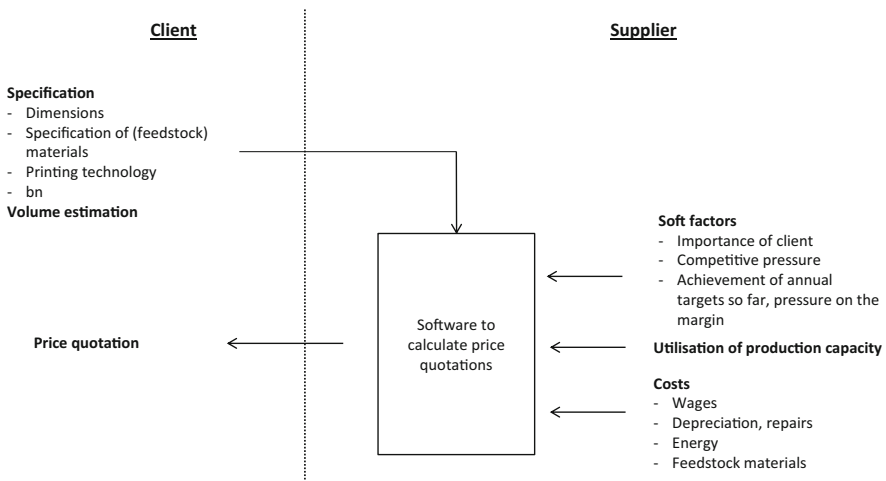 Client
Supplier
Specification
- Dimensions
- Specification of (feedstock)
materials
- Printing technology
- bn
Volume estimation
Price quotation
Software to
calculate price
quotations
Soft factors
- Importance of client
- Competitive pressure
- Achievement of annual
targets so far, pressure on the
margin
Utilisation of production capacity
Costs
- Wages
- Depreciation, repairs
- Energy
- Feedstock materials